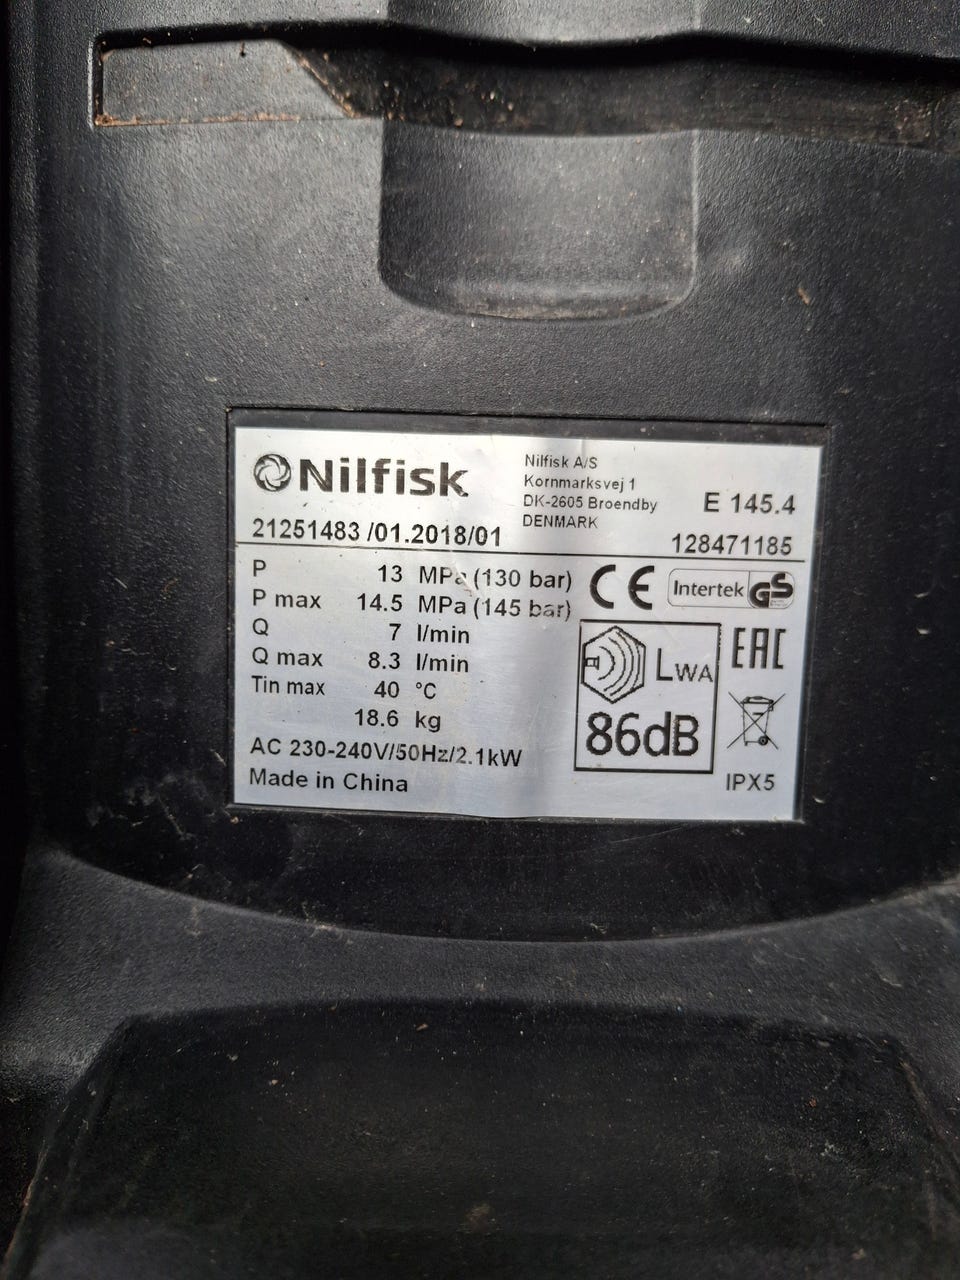 Nilfisk
Nilfisk A/S
Kornmarksvej 1
DK-2605 Broendby
DENMARK
E 145.4
21251483 /01.2018/01
128471185
P 13 MPa (130 bar)
P max 14.5 MPa (145 bar)
Q 7 l/min
Q max 8.3 l/min
Tin max 40 °C
18.6 kg
AC 230-240V/50Hz/2.1kW
Made in China
CE
Intertek GS
EAC
LWA
86dB
IPX5